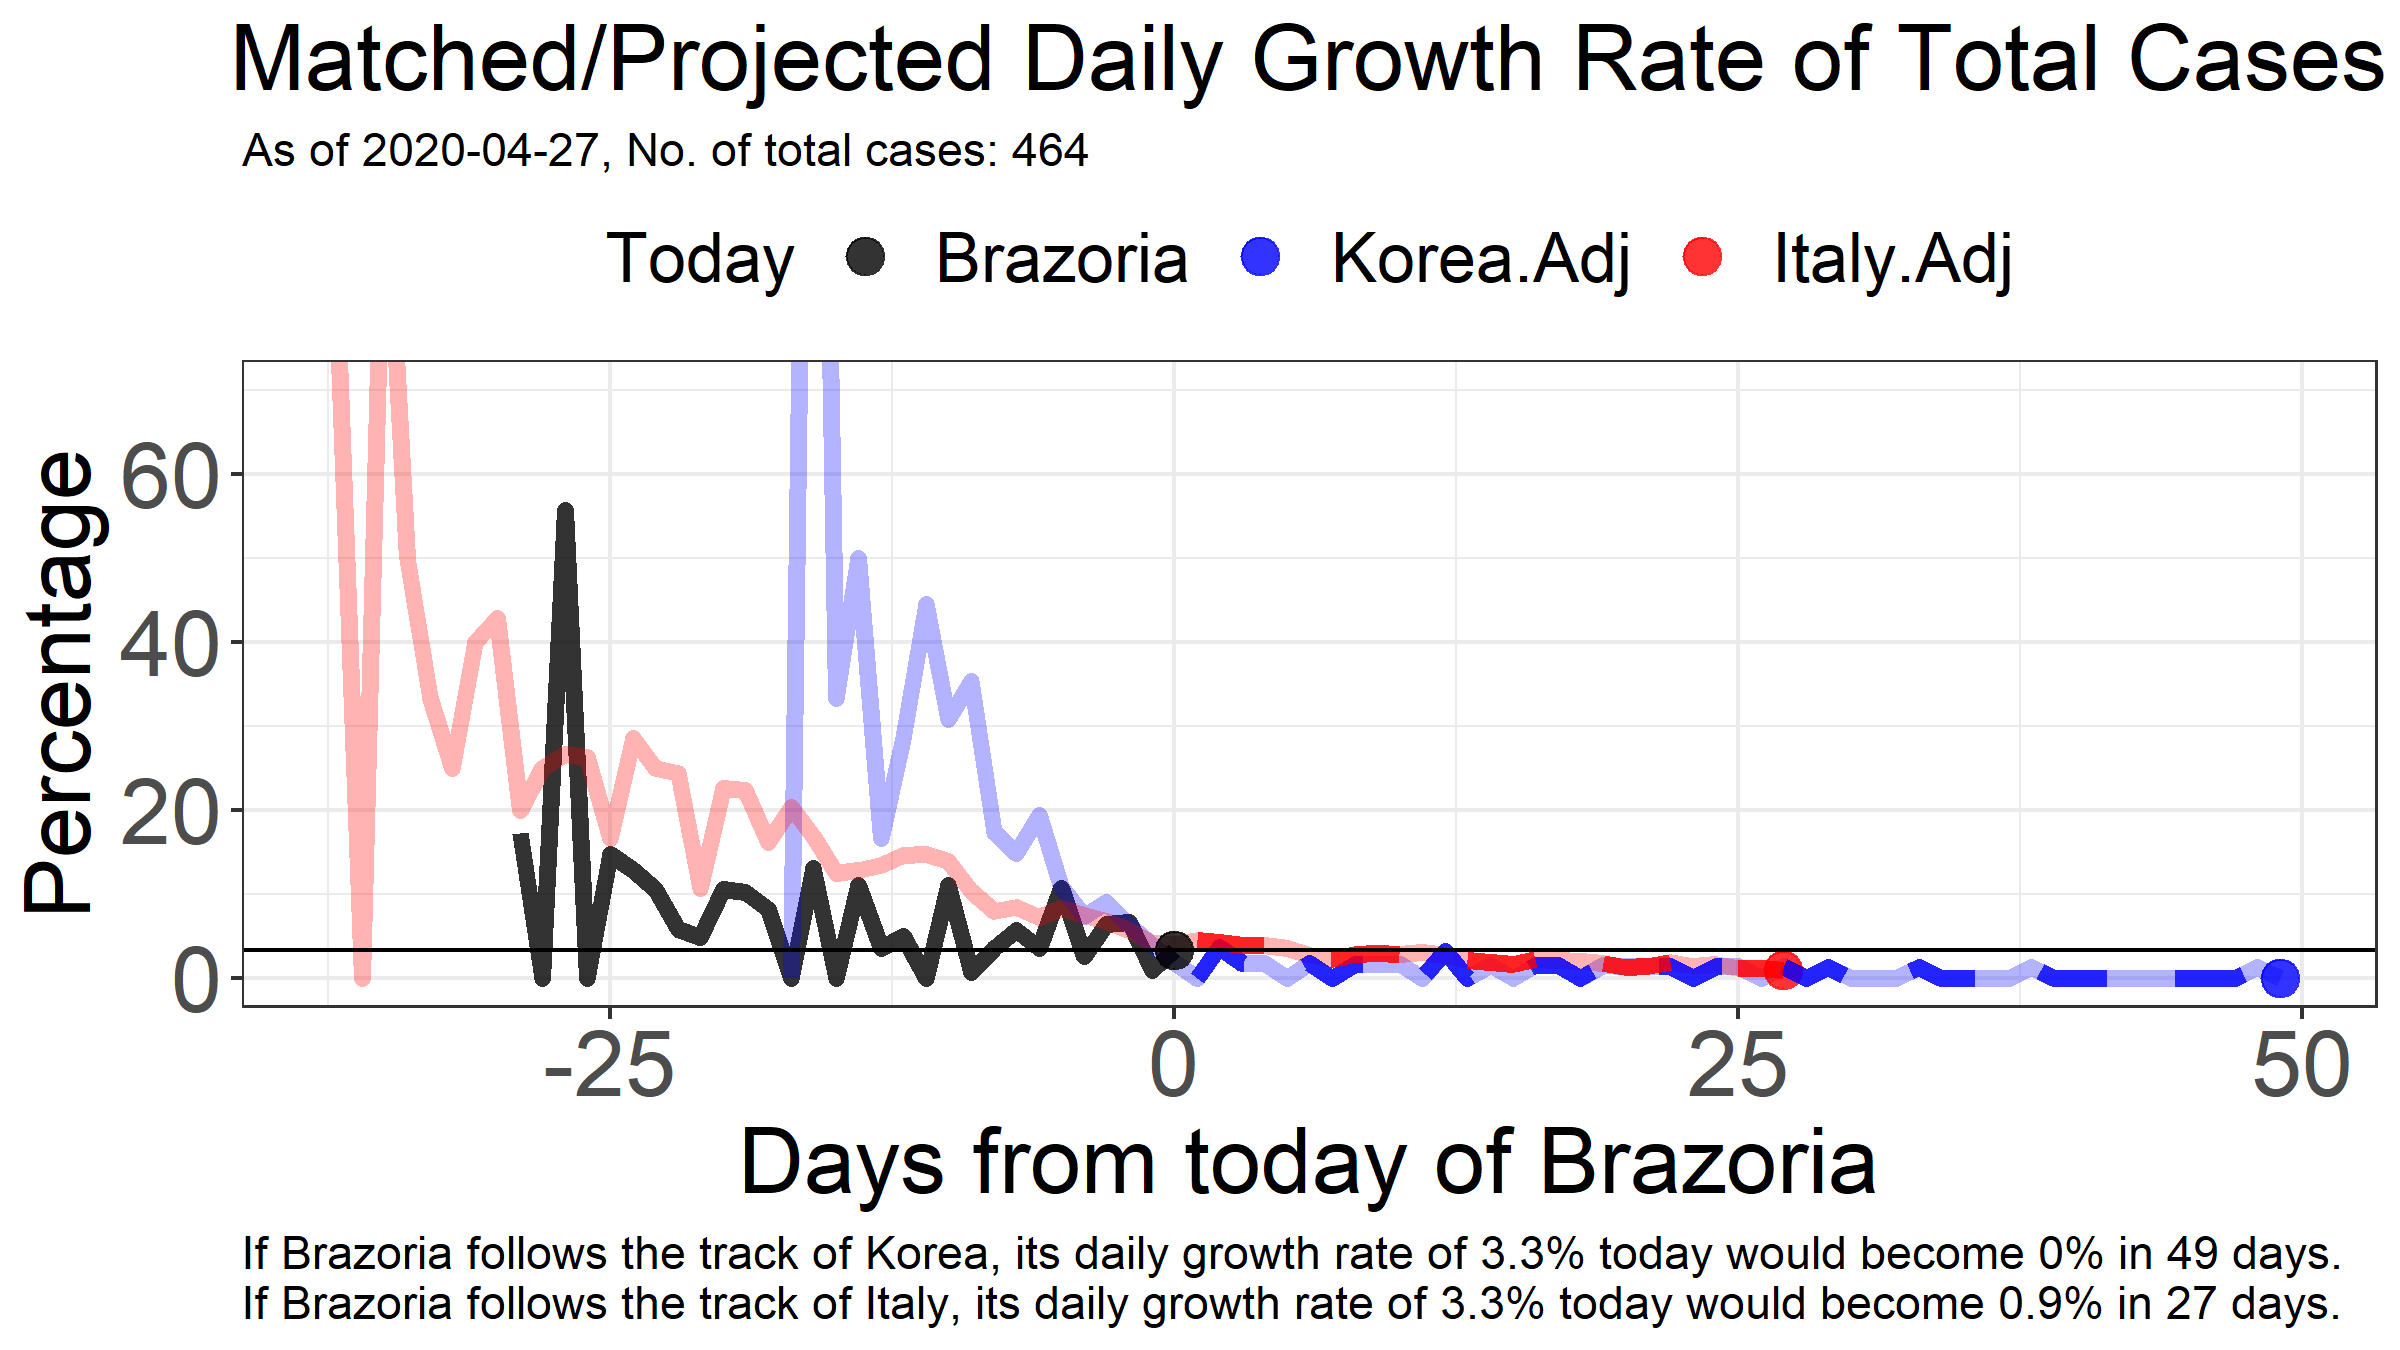 Matched/Projected Daily Growth Rate of Total Cases
As of 2020-04-27, No. of total cases: 464
Today Brazoria Korea.Adj Italy.Adj
Percentage
60
40
20
0
-25 0 25 50
Days from today of Brazoria
If Brazoria follows the track of Korea, its daily growth rate of 3.3% today would become 0% in 49 days.
If Brazoria follows the track of Italy, its daily growth rate of 3.3% today would become 0.9% in 27 days.